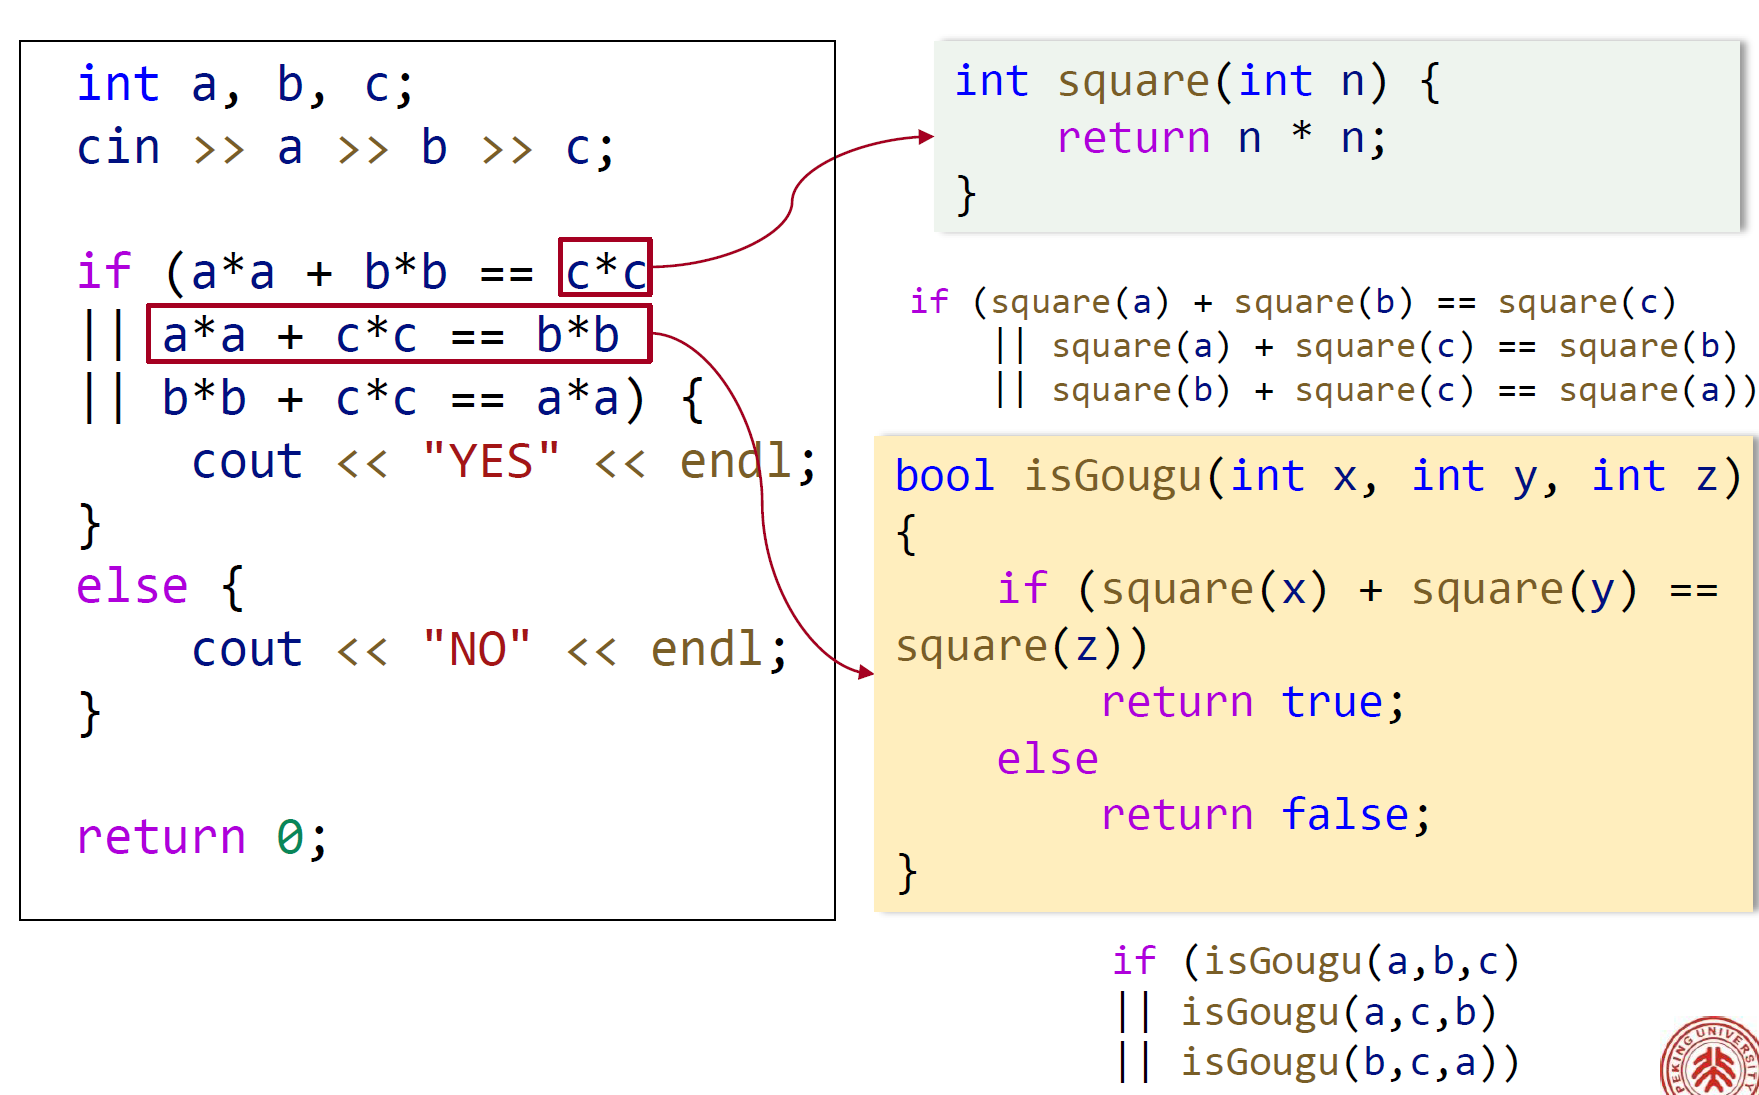 int a, b, c;
cin >> a >> b >> c;
if (a*a + b*b == c*c
|| a*a + c*c == b*b
|| b*b + c*c == a*a) {
cout << "YES" << endl;
}
else {
cout << "NO" << endl;
}
return 0;
int square(int n) {
return n * n;
}
if (square(a) + square(b) == square(c)
|| square(a) + square(c) == square(b)
|| square(b) + square(c) == square(a))
bool isGougu(int x, int y, int z)
{
if (square(x) + square(y) ==
square(z))
return true;
else
return false;
}
if (isGougu(a,b,c)
|| isGougu(a,c,b)
|| isGougu(b,c,a))
PEKING UNIVERSITY